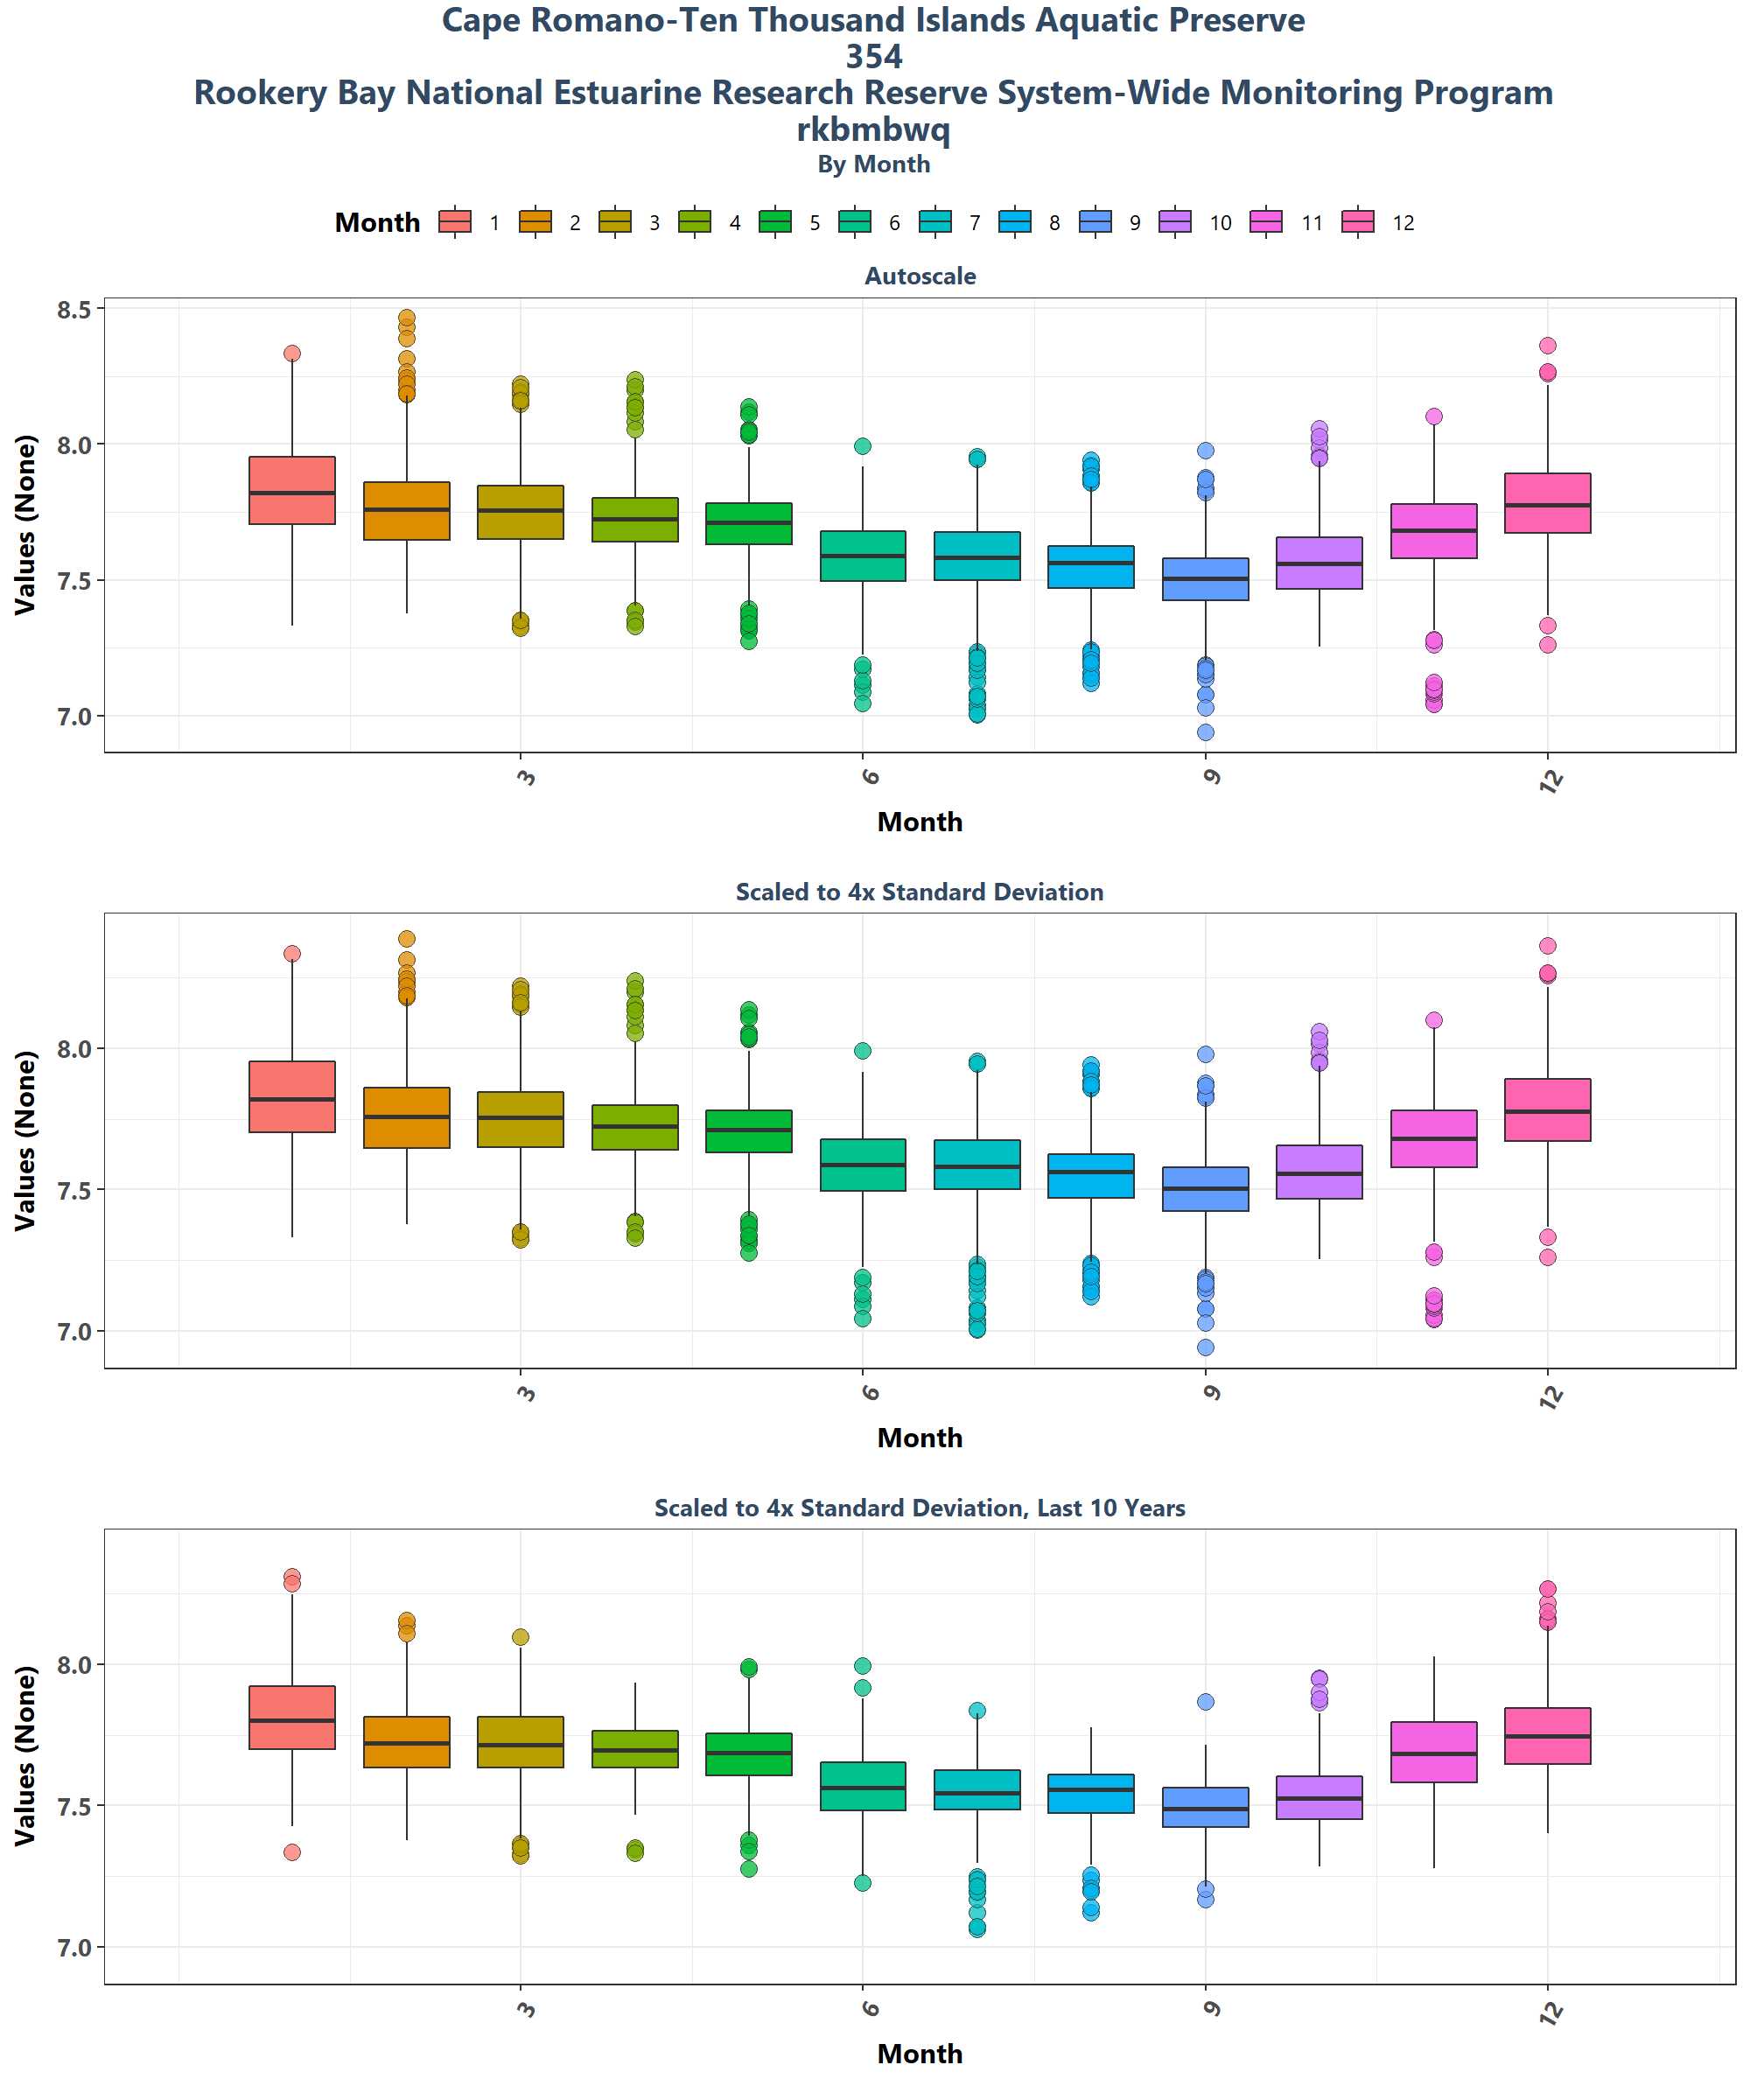 Cape Romano-Ten Thousand Islands Aquatic Preserve
354
Rookery Bay National Estuarine Research Reserve System-Wide Monitoring Program
rkbmbwq
By Month
Month 1 2 3 4 5 6 7 8 9 10 11 12
Autoscale
Values (None)
8.5
8.0
7.5
7.0
3 6 9 12
Month
Scaled to 4x Standard Deviation
Values (None)
8.0
7.5
7.0
3 6 9 12
Month
Scaled to 4x Standard Deviation, Last 10 Years
Values (None)
8.0
7.5
7.0
3 6 9 12
Month